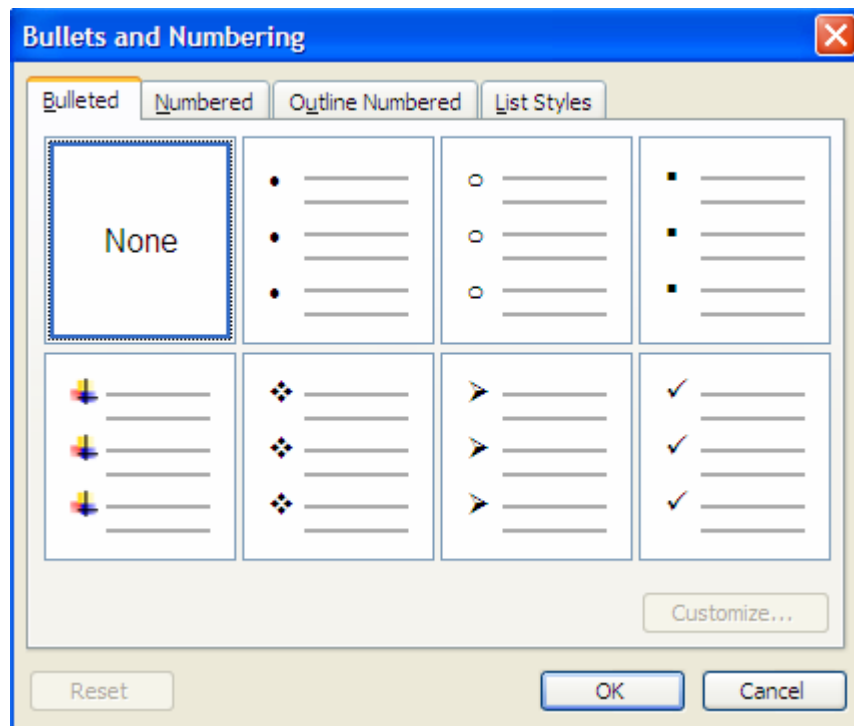 Bullets and Numbering
Bulleted Numbered Outline Numbered List Styles
None
Customize...
Reset OK Cancel